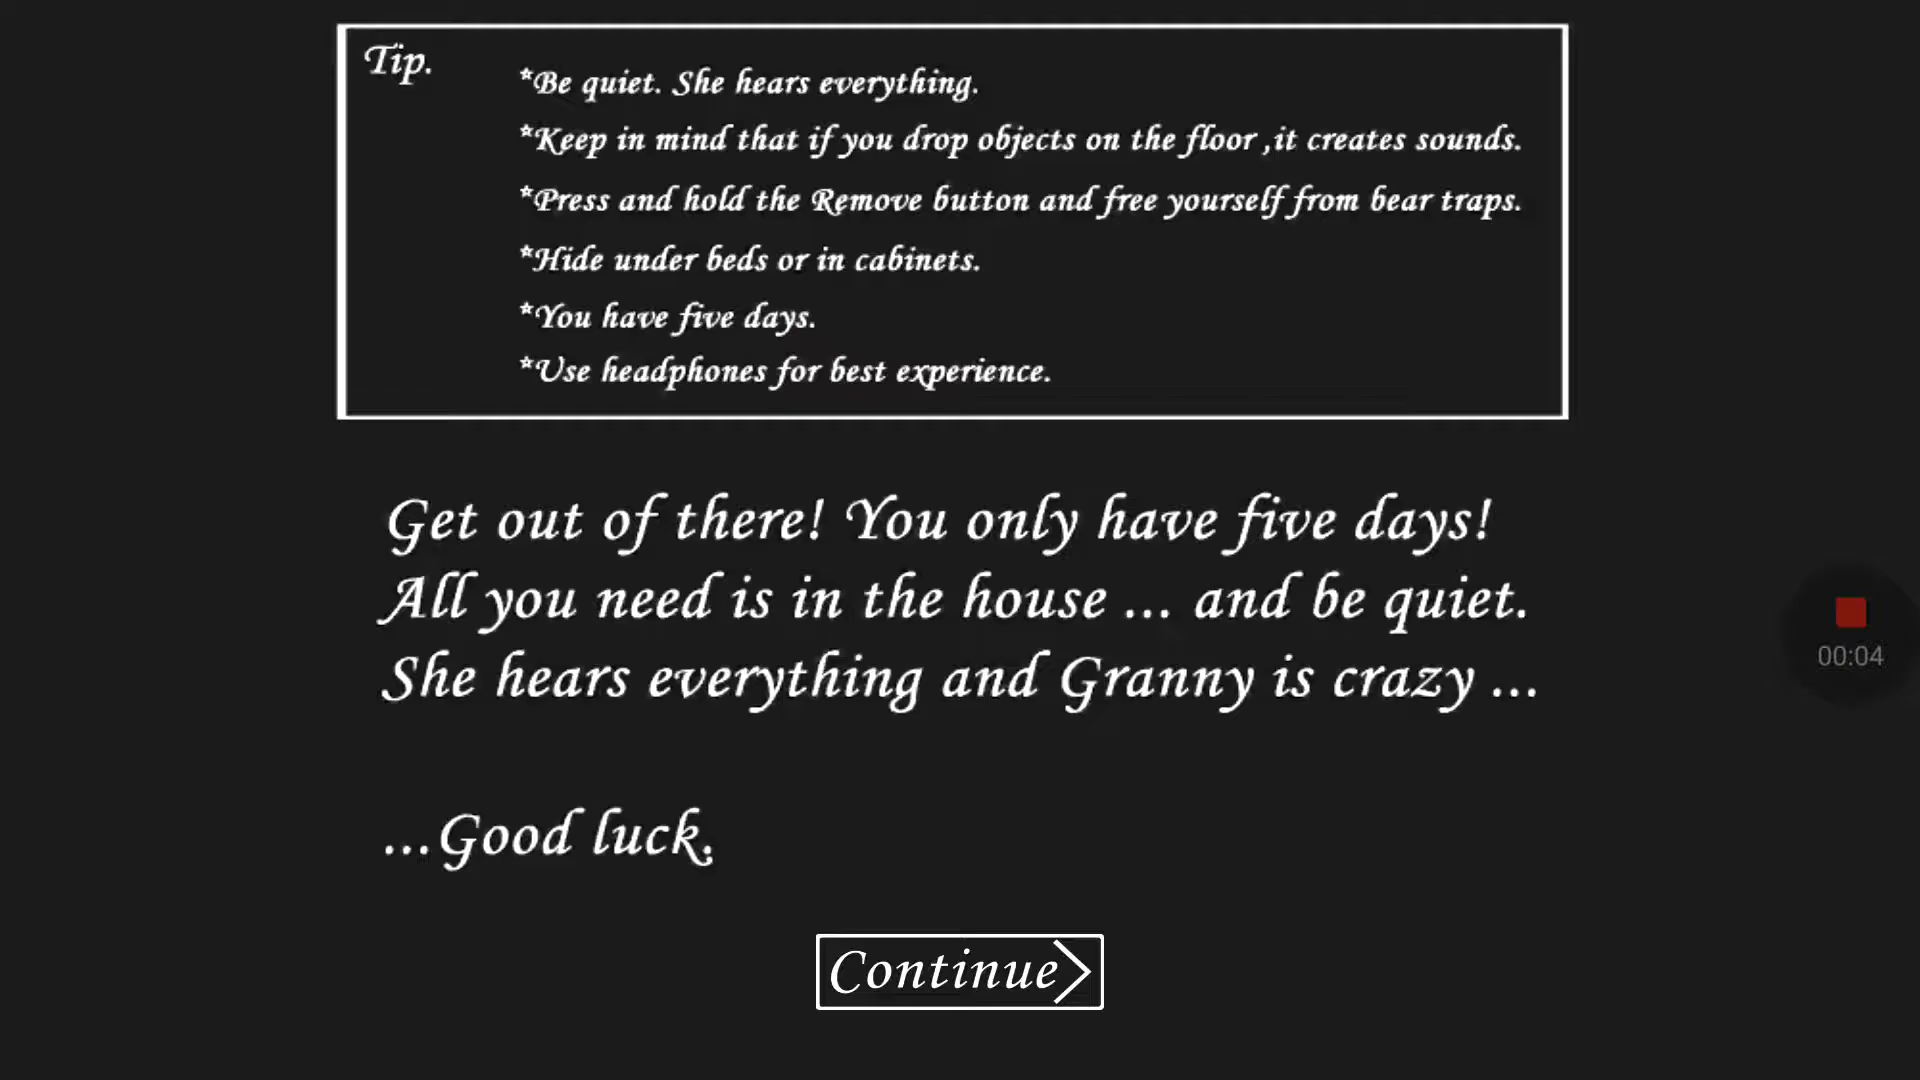 Tip.
*Be quiet. She hears everything.
*Keep in mind that if you drop objects on the floor ,it creates sounds.
*Press and hold the Remove button and free yourself from bear traps.
*Hide under beds or in cabinets.
*You have five days.
*Use headphones for best experience.
Get out of there! You only have five days!
All you need is in the house ... and be quiet.
She hears everything and Granny is crazy ...
...Good luck.
00:04
Continue